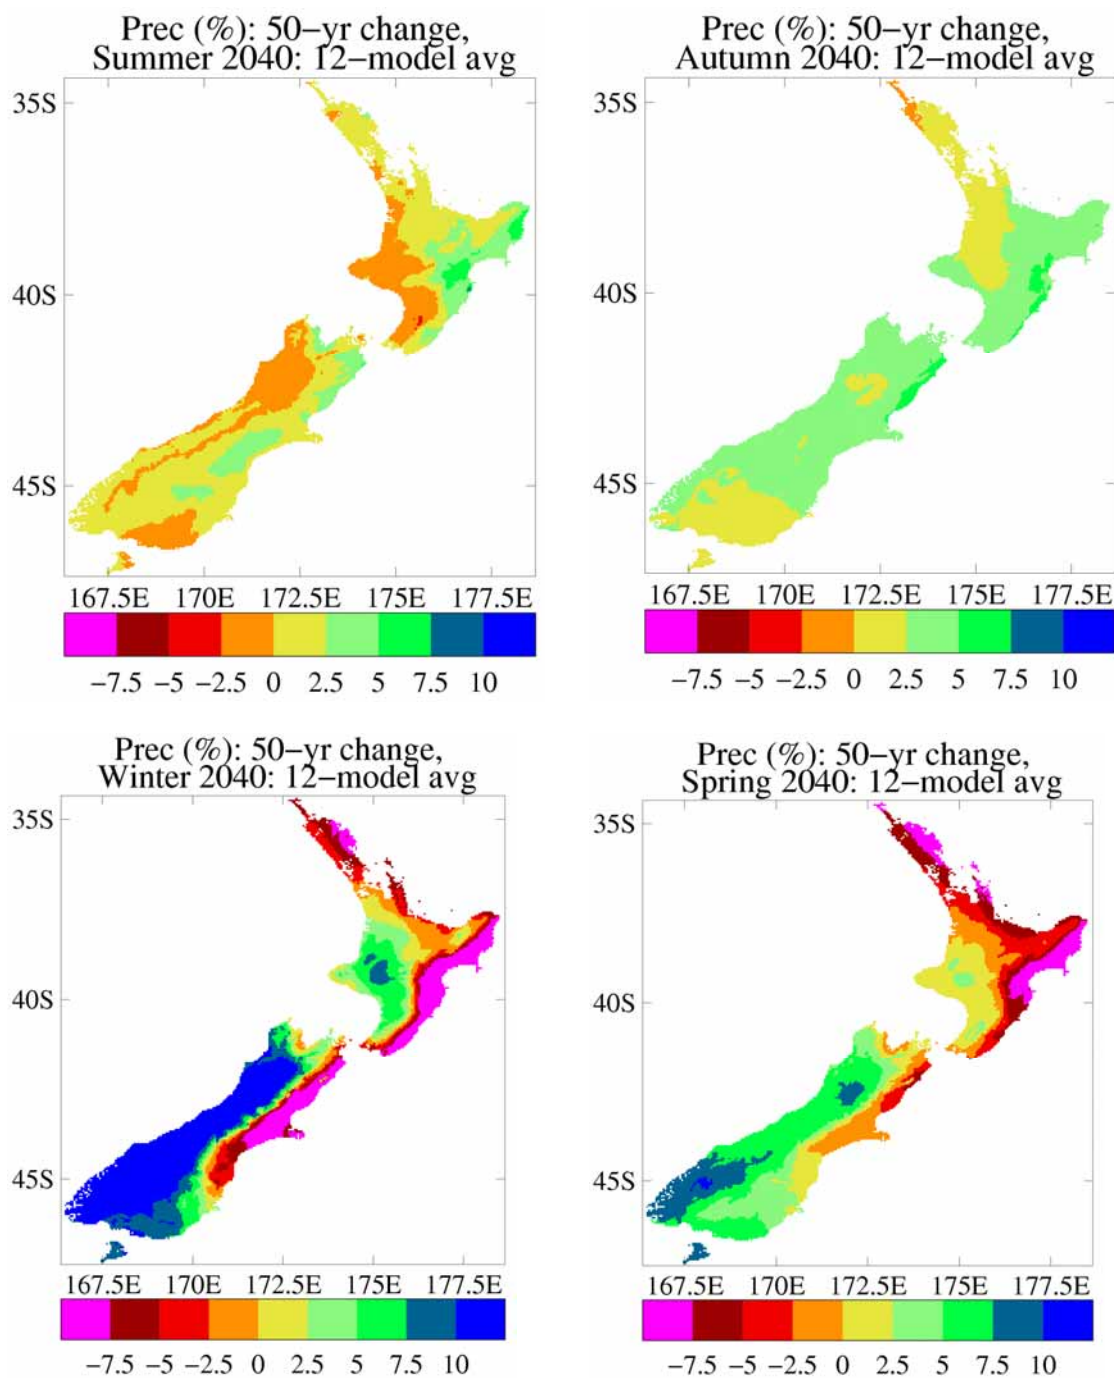 Prec (%): 50−yr change,
Summer 2040: 12−model avg
35S
40S
45S
167.5E 170E 172.5E 175E 177.5E
−7.5 −5 −2.5 0 2.5 5 7.5 10
Prec (%): 50−yr change,
Autumn 2040: 12−model avg
35S
40S
45S
167.5E 170E 172.5E 175E 177.5E
−7.5 −5 −2.5 0 2.5 5 7.5 10
Prec (%): 50−yr change,
Winter 2040: 12−model avg
35S
40S
45S
167.5E 170E 172.5E 175E 177.5E
−7.5 −5 −2.5 0 2.5 5 7.5 10
Prec (%): 50−yr change,
Spring 2040: 12−model avg
35S
40S
45S
167.5E 170E 172.5E 175E 177.5E
−7.5 −5 −2.5 0 2.5 5 7.5 10